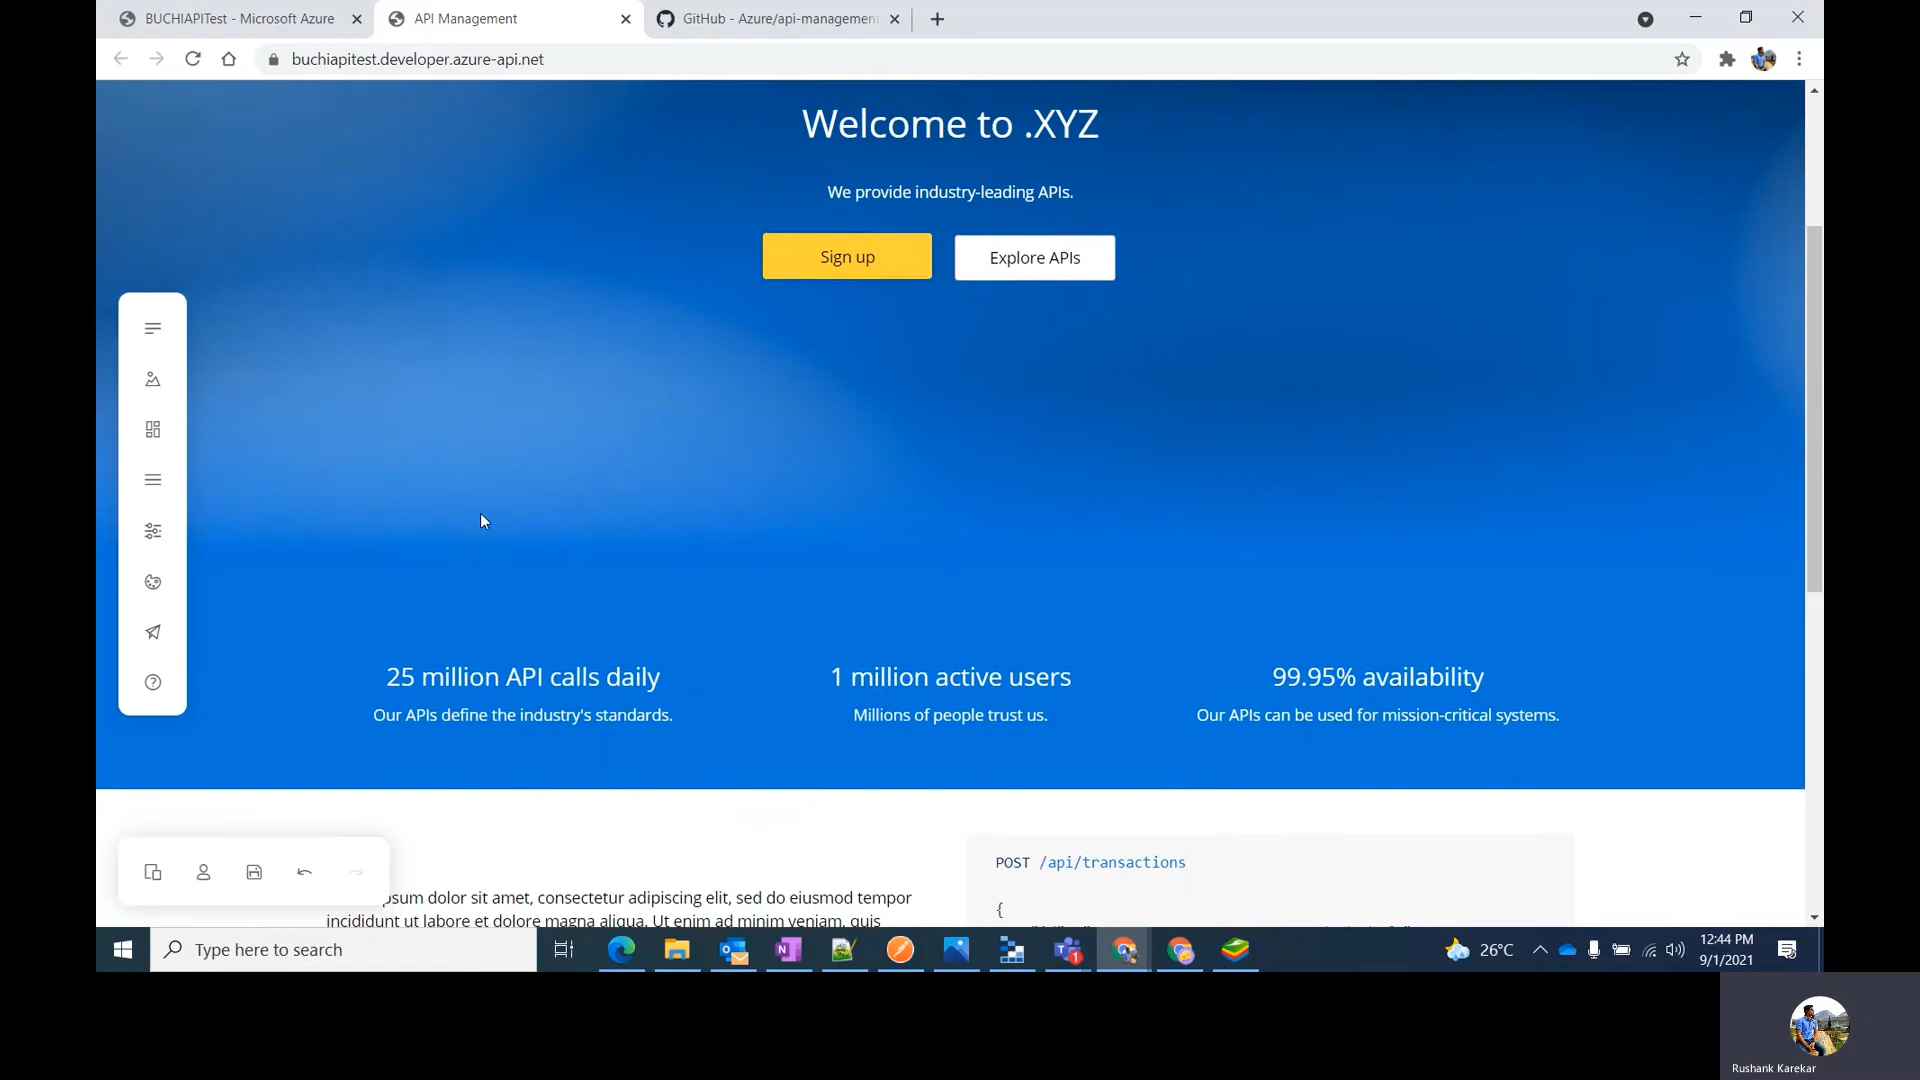 BUCHIAPITest - Microsoft Azure
API Management
GitHub - Azure/api-management
buchiapitest.developer.azure-api.net
Welcome to .XYZ
We provide industry-leading APIs.
Sign up
Explore APIs
25 million API calls daily
1 million active users
99.95% availability
Our APIs define the industry's standards.
Millions of people trust us.
Our APIs can be used for mission-critical systems.
POST /api/transactions
{
psum dolor sit amet, consectetur adipiscing elit, sed do eiusmod tempor
incididunt ut labore et dolore magna aliqua. Ut enim ad minim veniam, quis
Type here to search
26°C
12:44 PM
9/1/2021
Rushank Karekar